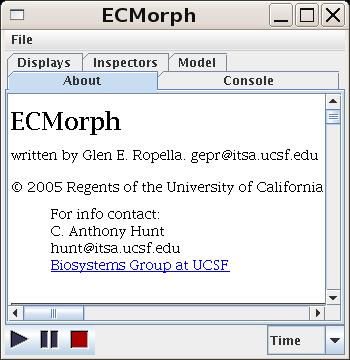 ECMorph
File
Displays Inspectors Model
About Console
ECMorph
written by Glen E. Ropella. gepr@itsa.ucsf.edu
© 2005 Regents of the University of California
For info contact:
C. Anthony Hunt
hunt@itsa.ucsf.edu
Biosystems Group at UCSF
Time